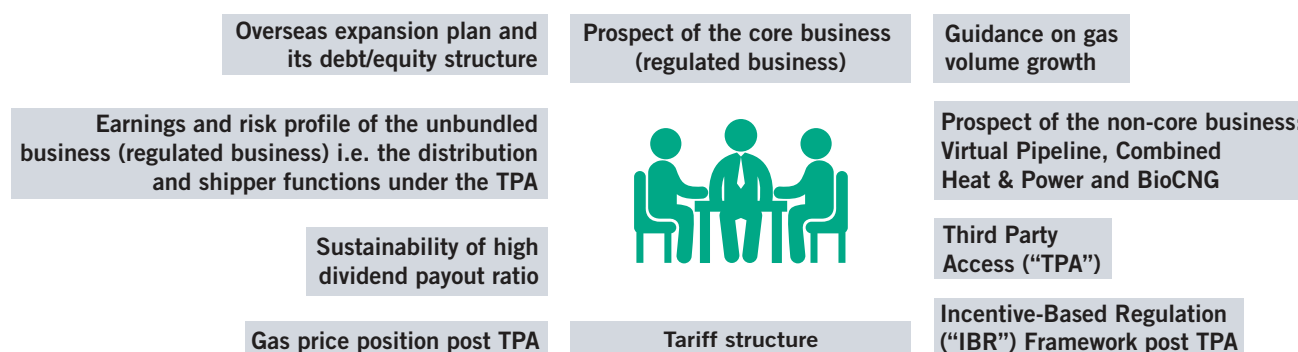 Overseas expansion plan and
its debt/equity structure
Prospect of the core business
(regulated business)
Guidance on gas
volume growth
Earnings and risk profile of the unbundled
business (regulated business) i.e. the distribution
and shipper functions under the TPA
Prospect of the non-core business:
Virtual Pipeline, Combined
Heat & Power and BioCNG
Sustainability of high
dividend payout ratio
Third Party
Access (“TPA”)
Gas price position post TPA
Tariff structure
Incentive-Based Regulation
(“IBR”) Framework post TPA